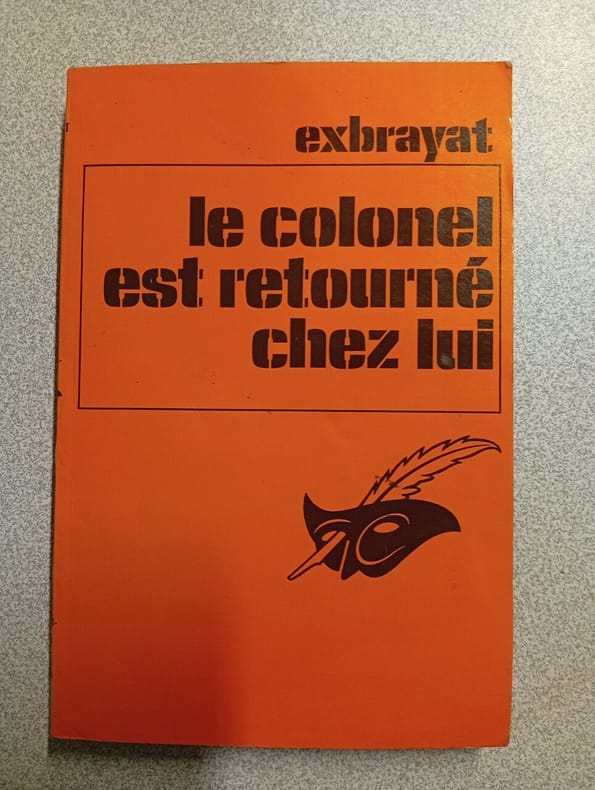 exbrayat
le colonel
est retourné
chez lui